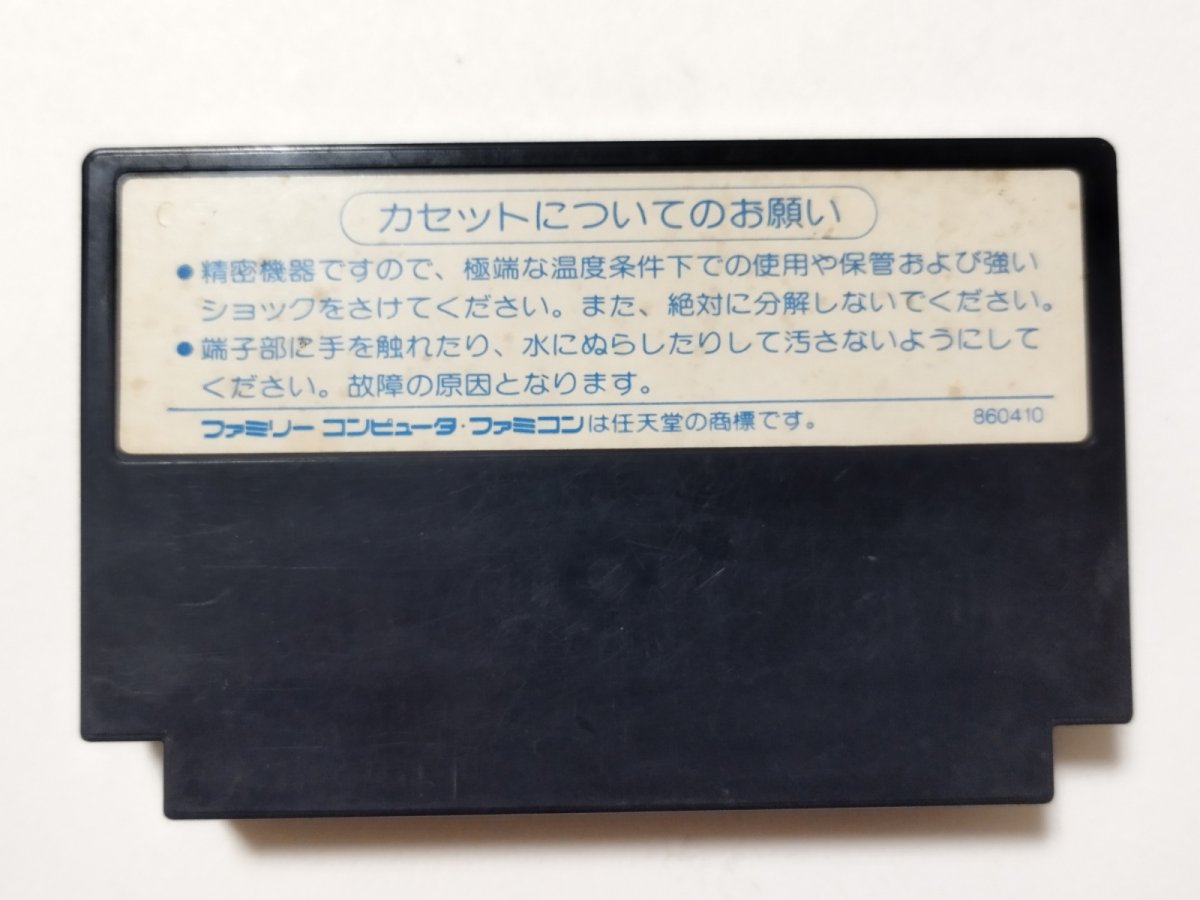 カセットについてのお願い
●精密機器ですので、極端な温度条件下での使用や保管および強い
ショックをさけてください。また、絶対に分解しないでください。
●端子部に手を触れたり、水にぬらしたりして汚さないようにして
ください。故障の原因となります。
ファミリー コンピュータ・ファミコンは任天堂の商標です。 860410